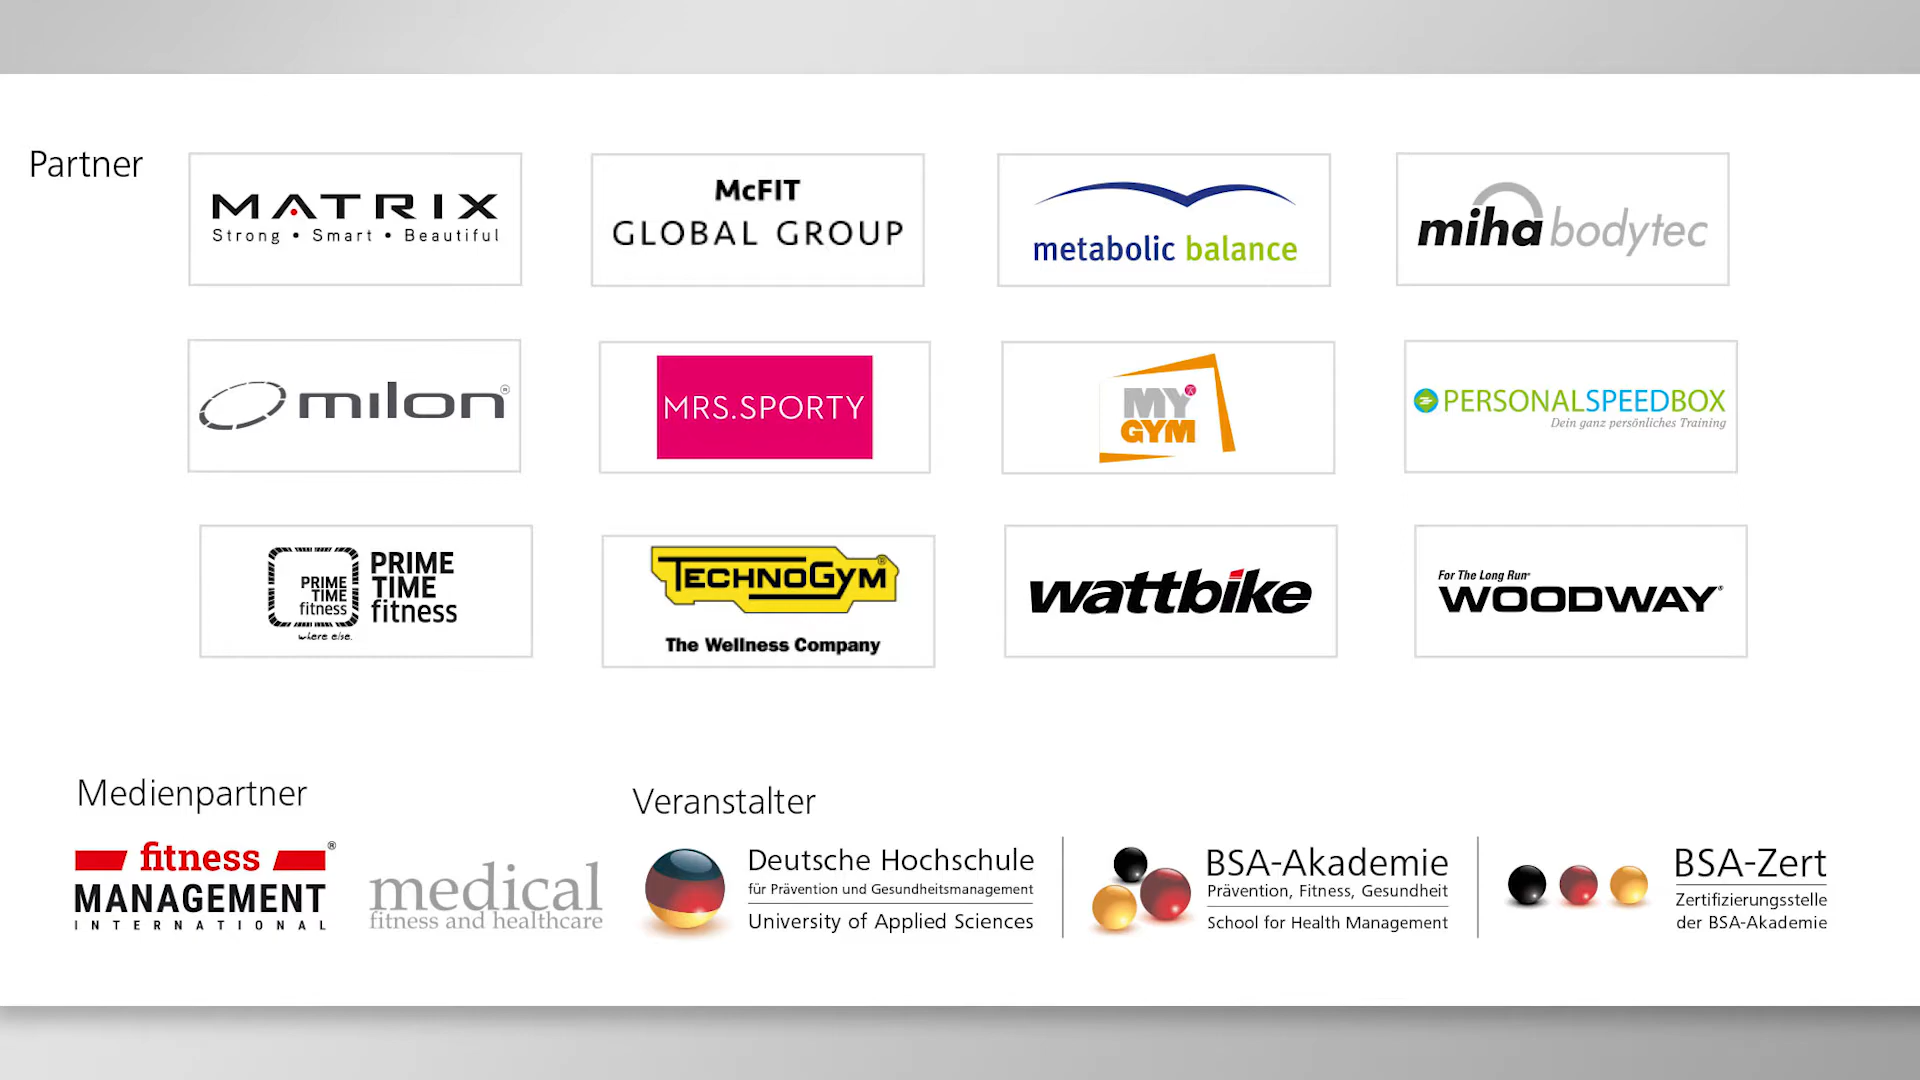 Partner
MATRIX
Strong • Smart • Beautiful
McFIT
GLOBAL GROUP
metabolic balance
miha bodytec
milon®
MRS.SPORTY
MY
GYM
PERSONALSPEEDBOX
Dein ganz persönliches Training
PRIME
TIME
fitness
where else.
PRIME
TIME
fitness
TECHNOGYM®
The Wellness Company
wattbike
For The Long Run®
WOODWAY®
Medienpartner
fitness®
MANAGEMENT
INTERNATIONAL
medical
fitness and healthcare
Veranstalter
Deutsche Hochschule
für Prävention und Gesundheitsmanagement
University of Applied Sciences
BSA-Akademie
Prävention, Fitness, Gesundheit
School for Health Management
BSA-Zert
Zertifizierungsstelle
der BSA-Akademie